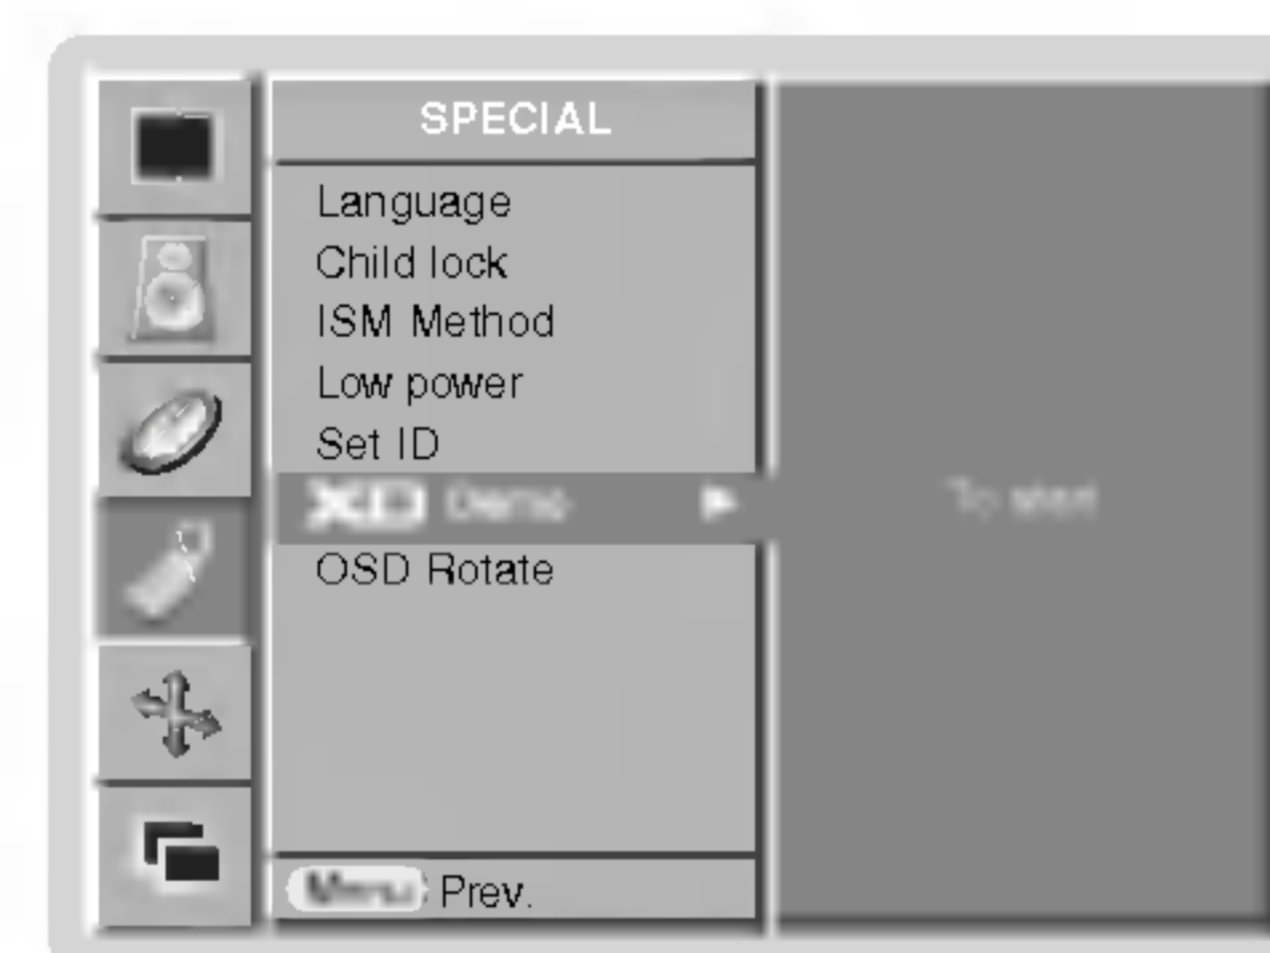 SPECIAL
Language
Child lock
ISM Method
Low power
Set ID
XD Demo
To start
OSD Rotate
Menu Prev.